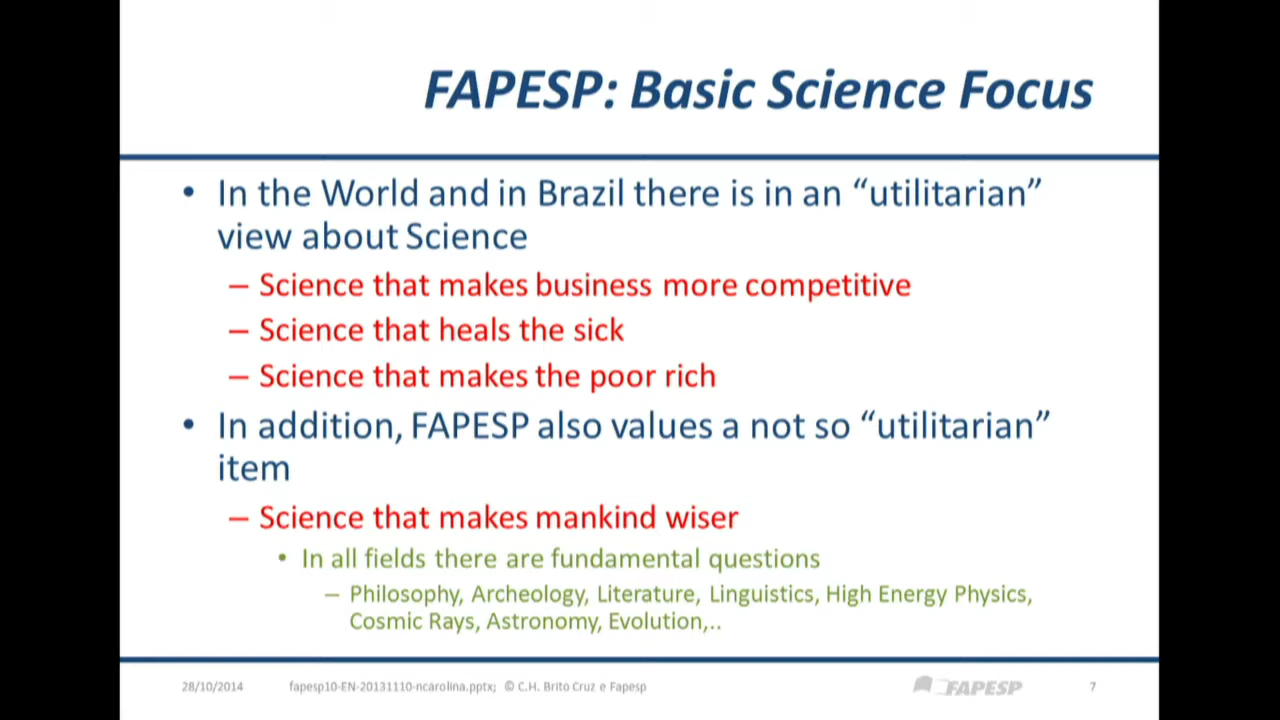 FAPESP: Basic Science Focus
• In the World and in Brazil there is in an “utilitarian”
view about Science
– Science that makes business more competitive
– Science that heals the sick
– Science that makes the poor rich
• In addition, FAPESP also values a not so “utilitarian”
item
– Science that makes mankind wiser
• In all fields there are fundamental questions
– Philosophy, Archeology, Literature, Linguistics, High Energy Physics,
Cosmic Rays, Astronomy, Evolution,..
28/10/2014 fapesp10-EN-20131110-ncarolina.pptx; © C.H. Brito Cruz e Fapesp FAPESP 7